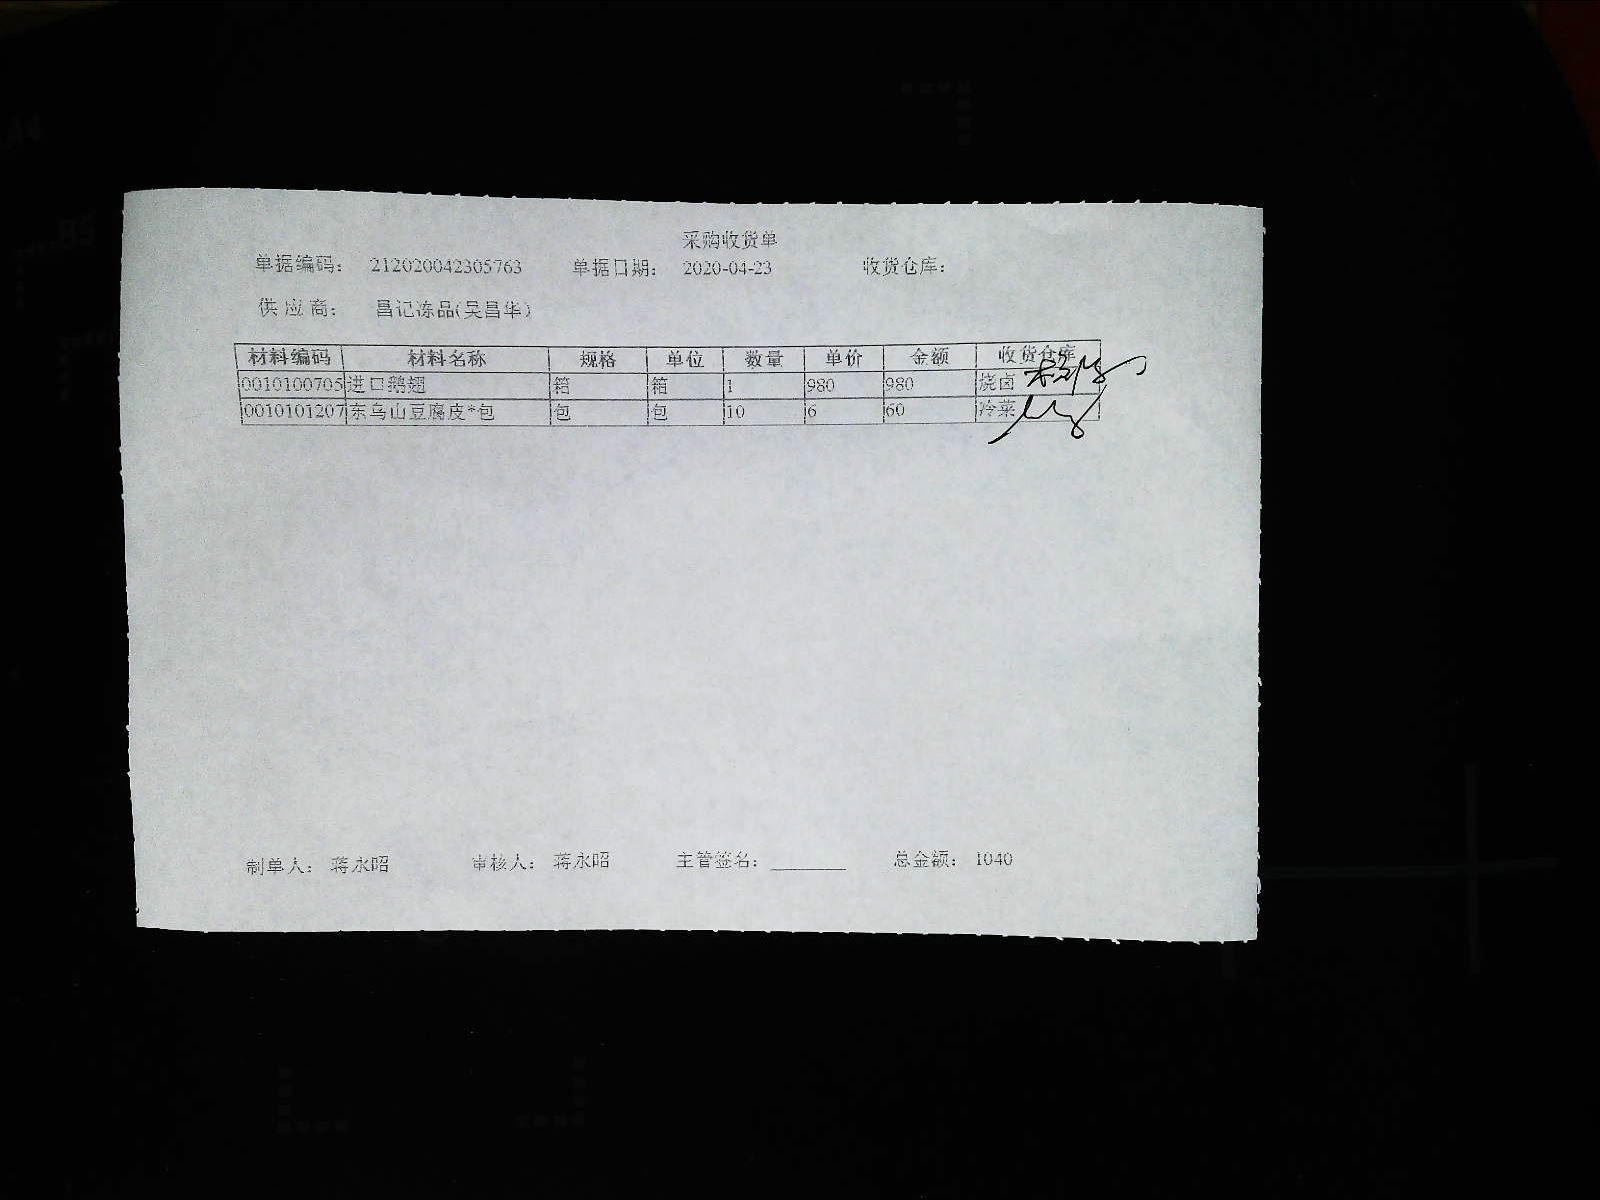 采购收货单
单据编码： 212020042305763 单据日期： 2020-04-23 收货仓库：
供 应 商： 昌记冻品(吴昌华)
材料编码 材料名称 规格 单位 数量 单价 金额 收货仓库
0010100705 进口鹅翅 箱 箱 1 980 980 烧卤
0010101207 东乌山豆腐皮*包 包 包 10 6 60 冷菜
制单人： 蒋永昭 审核人： 蒋永昭 主管签名： ________ 总金额： 1040